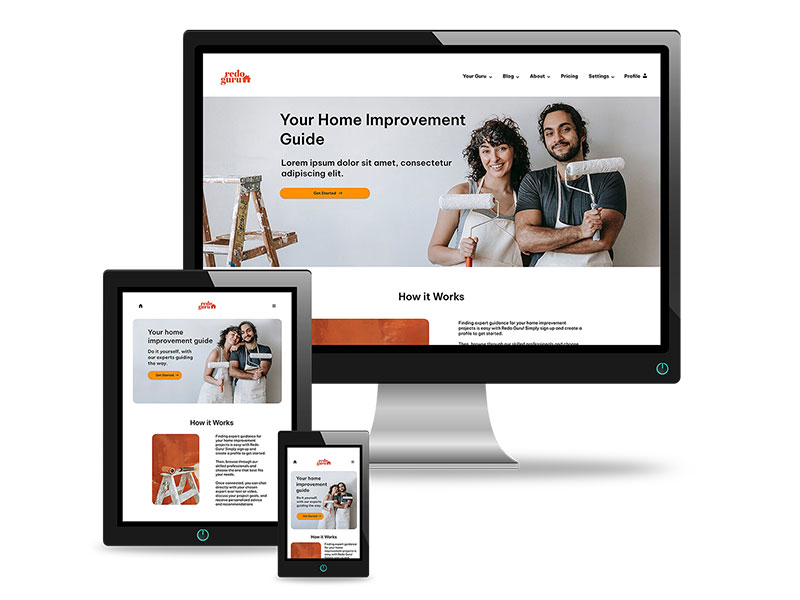 redo
guru
Your Guru
Blog
About
Pricing
Settings
Profile
Your Home Improvement
Guide
Lorem ipsum dolor sit amet, consectetur
adipiscing elit.
Get Started →
How it Works
Finding expert guidance for your home improvement
projects is easy with Redo Guru! Simply sign up and create a
profile to get started.
Then, browse through our skilled professionals and choose
redo
guru
Your home
improvement guide
Do it yourself, with
our experts guiding
the way.
Get Started →
How it Works
Finding expert guidance for
your home improvement
projects is easy with Redo
Guru! Simply sign up and
create a profile to get started.
Then, browse through our
skilled professionals and
choose the one that best fits
your needs.
Once connected, you can chat
directly with your chosen
expert over text or video,
discuss your project goals, and
receive personalized advice
and recommendations
redo
guru
Your home
improvement
guide
Do it yourself, with
our experts
guiding the way.
Get Started →
How it Works
Finding expert guidance
for your home
improvement projects is
easy with Redo Guru!
Simply sign up and